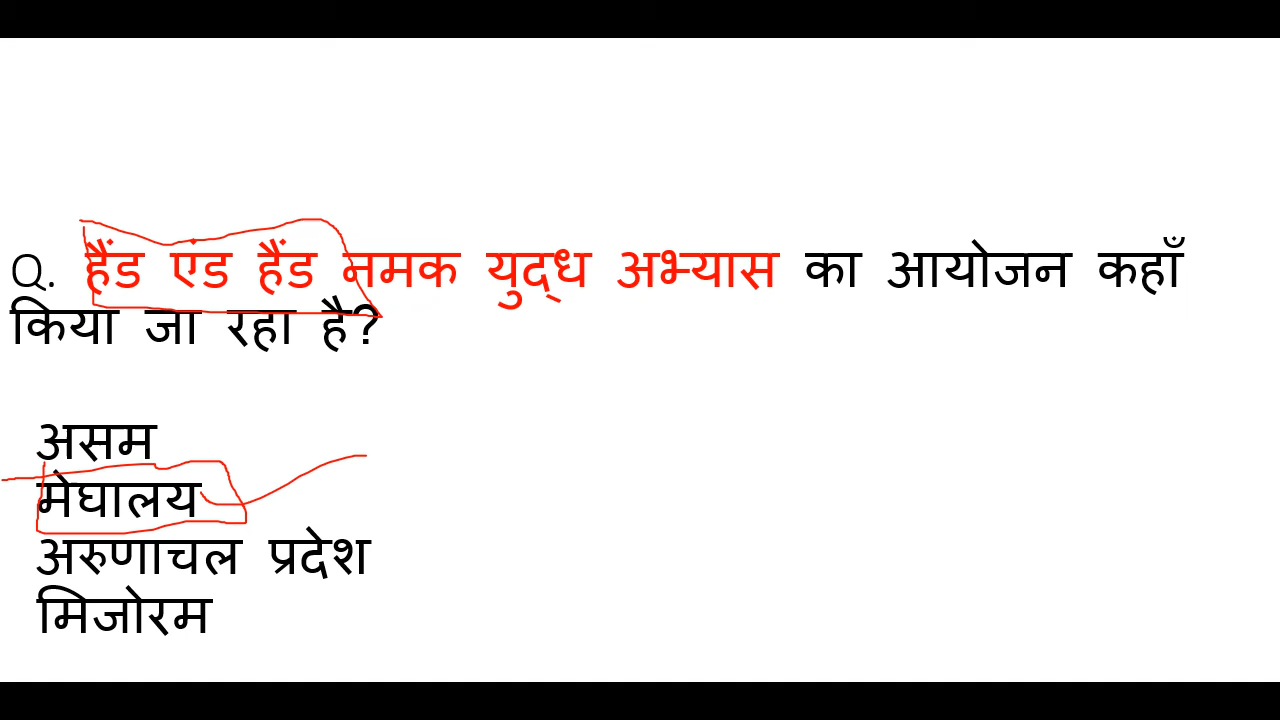 Q. हैंड एंड हैंड नमक युद्ध अभ्यास का आयोजन कहाँ
किया जा रहा है?
असम
मेघालय
अरुणाचल प्रदेश
मिजोरम